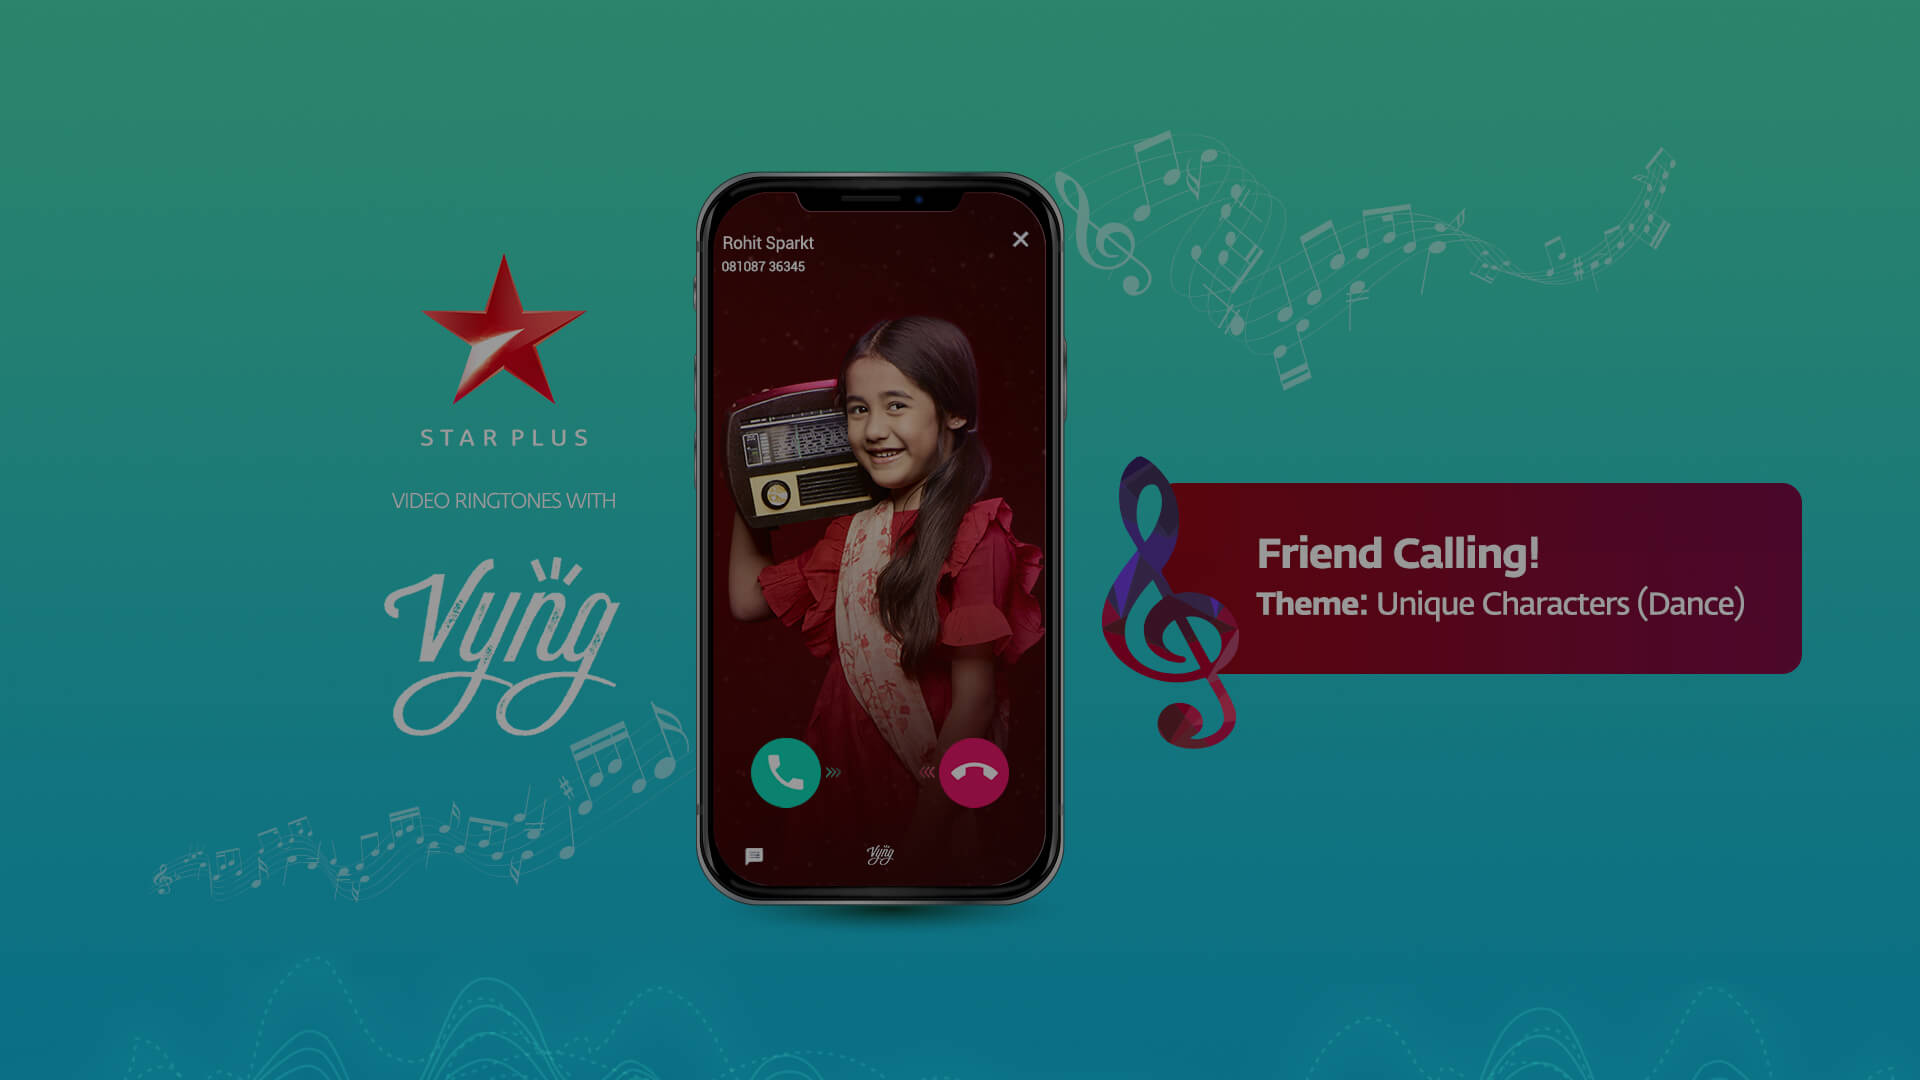 STAR PLUS
VIDEO RINGTONES WITH
Vyng
Rohit Sparkt
081087 36345
Vyng
Friend Calling!
Theme: Unique Characters (Dance)